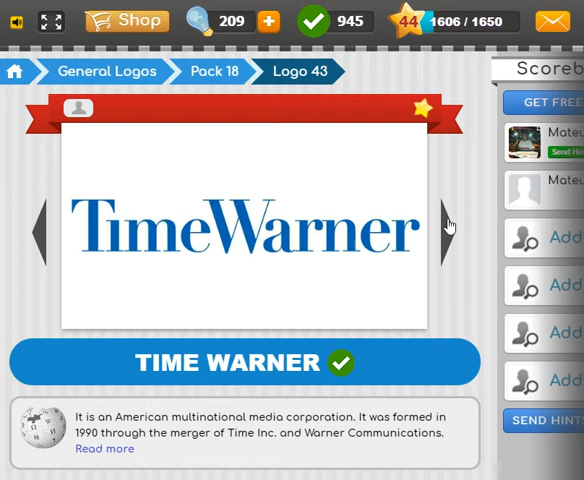 Shop 209 + 945 44 1606 / 1650
General Logos Pack 18 Logo 43
Scoreb
GET FREE
Mateu
Send Hin
Mateu
TimeWarner
Add
Add
Add
Add
TIME WARNER
SEND HINTS
It is an American multinational media corporation. It was formed in
1990 through the merger of Time Inc. and Warner Communications.
Read more